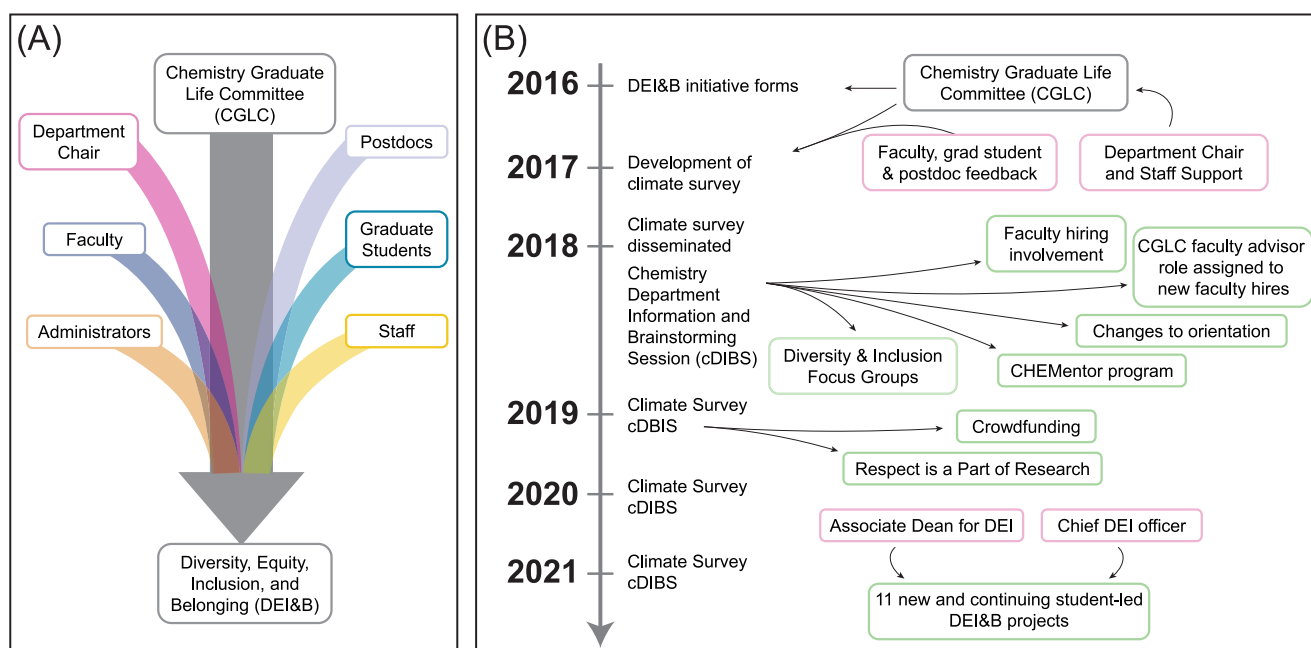 (A)
Chemistry Graduate
Life Committee
(CGLC)
Department
Chair
Postdocs
Faculty
Graduate
Students
Administrators
Staff
Diversity, Equity,
Inclusion, and
Belonging (DEI&B)
(B)
2016
DEI&B initiative forms
Chemistry Graduate Life
Committee (CGLC)
2017
Development of
climate survey
Faculty, grad student
& postdoc feedback
Department Chair
and Staff Support
2018
Climate survey
disseminated
Chemistry
Department
Information and
Brainstorming
Session (cDIBS)
Faculty hiring
involvement
CGLC faculty advisor
role assigned to
new faculty hires
Changes to orientation
Diversity & Inclusion
Focus Groups
CHEMentor program
2019
Climate Survey
cDBIS
Crowdfunding
Respect is a Part of Research
2020
Climate Survey
cDIBS
Associate Dean for DEI
Chief DEI officer
2021
Climate Survey
cDIBS
11 new and continuing student-led
DEI&B projects